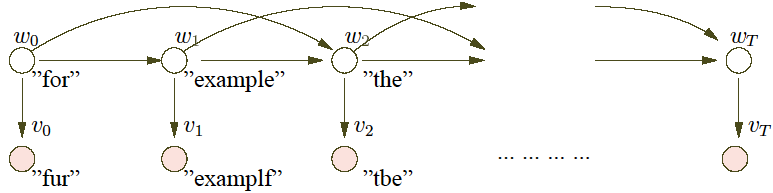 w0 w1 w2 wT
”for” ”example” ”the”
v0 v1 v2 vT
... ... ... ...
”fur” ”examplf” ”tbe”